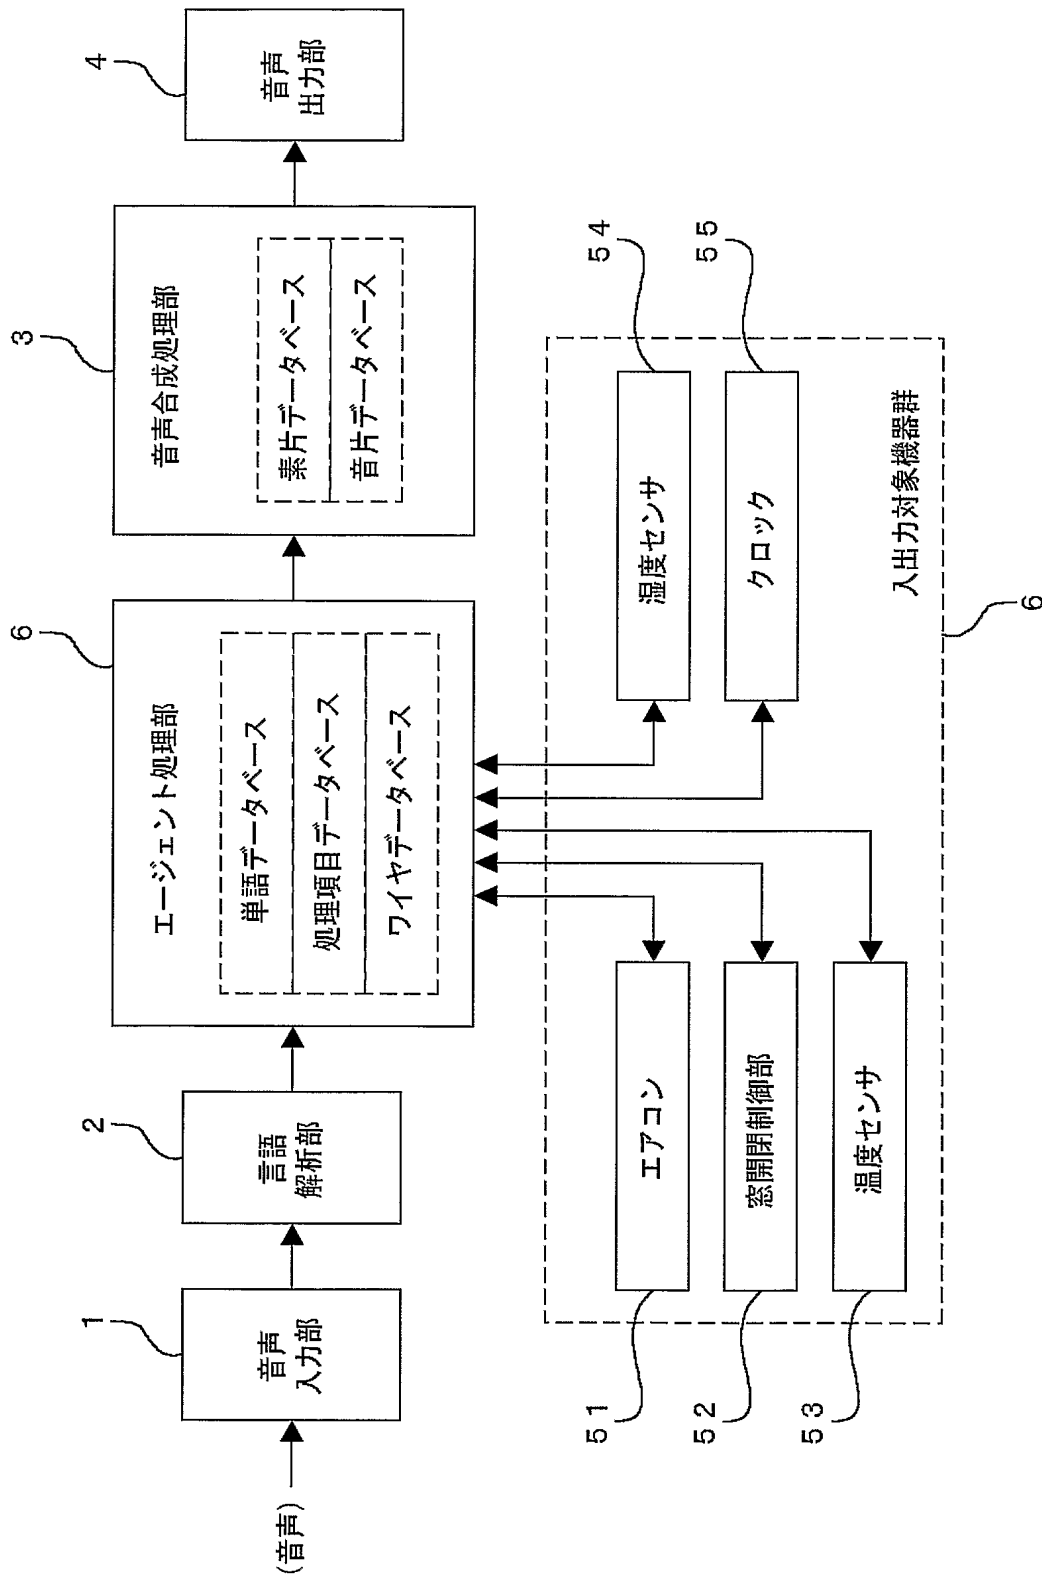 (音声)
1
音声
入力部
2
言語
解析部
6
エージェント処理部
単語データベース
処理項目データベース
ワイヤデータベース
3
音声合成処理部
素片データベース
音片データベース
4
音声
出力部
51
エアコン
52
窓開閉制御部
53
温度センサ
54
湿度センサ
55
クロック
入出力対象機器群
6